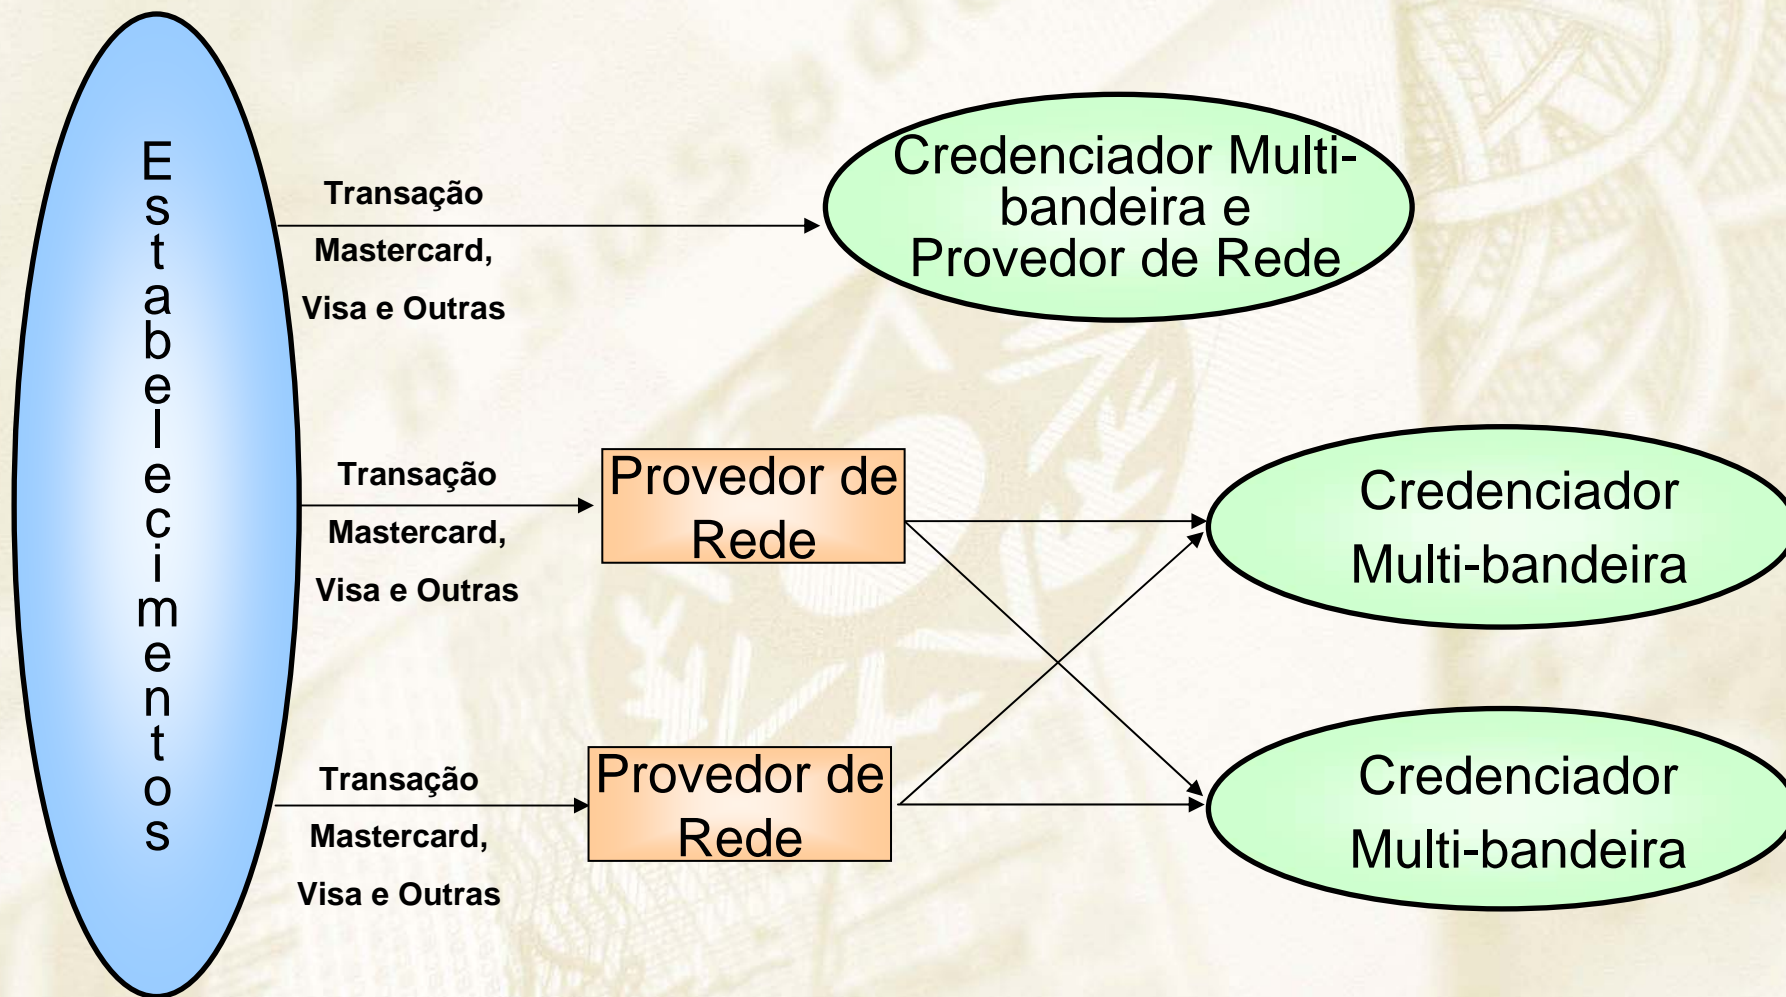 Estabelecimentos
Transação
Mastercard,
Visa e Outras
Credenciador Multi-
bandeira e
Provedor de Rede
Transação
Mastercard,
Visa e Outras
Provedor de
Rede
Credenciador
Multi-bandeira
Transação
Mastercard,
Visa e Outras
Provedor de
Rede
Credenciador
Multi-bandeira